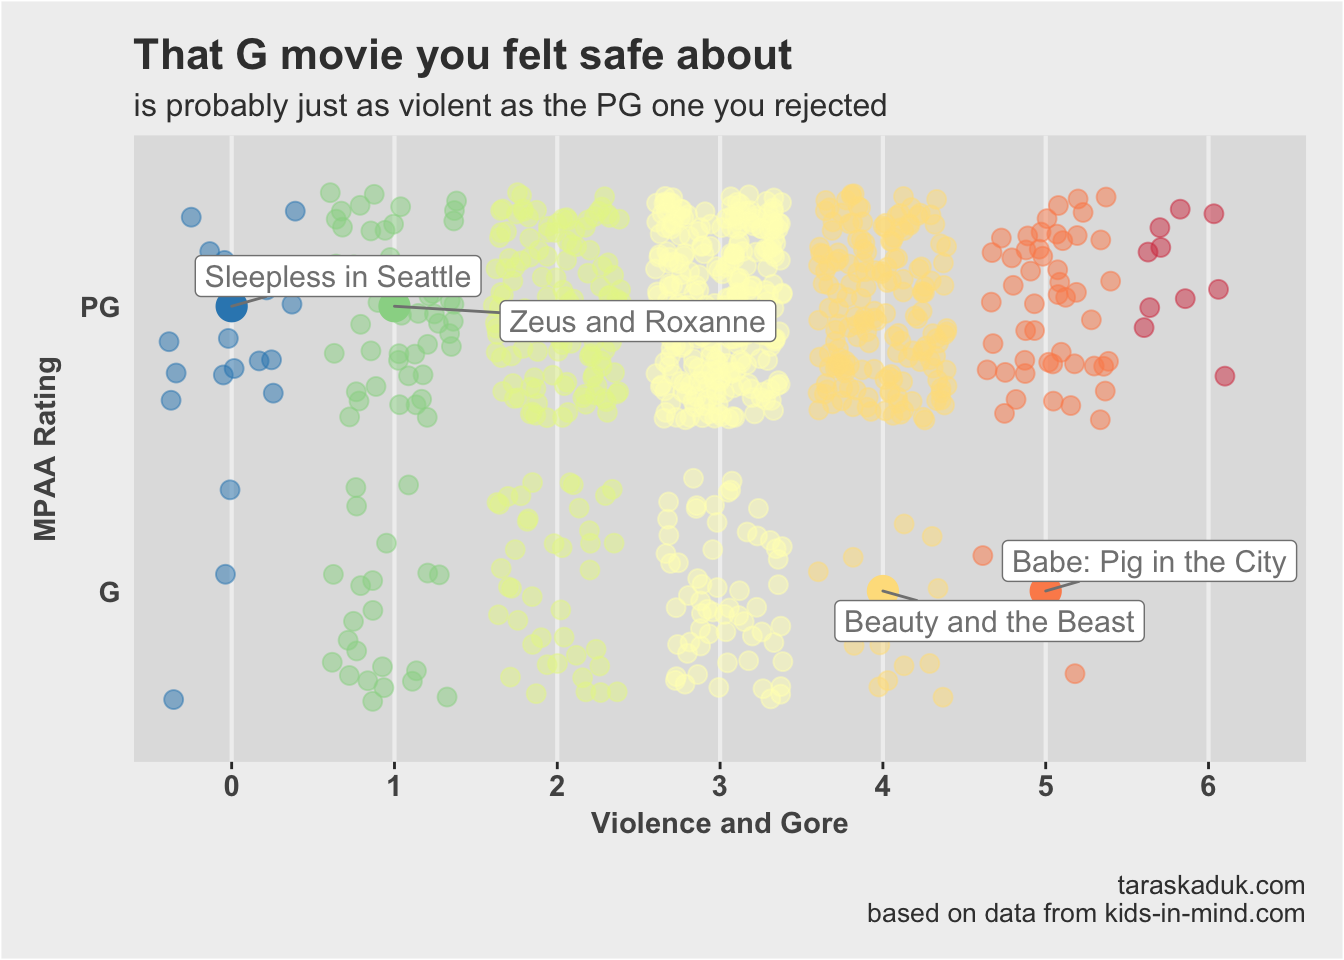 That G movie you felt safe about
is probably just as violent as the PG one you rejected
Sleepless in Seattle
PG
Zeus and Roxanne
MPAA Rating
Babe: Pig in the City
G
Beauty and the Beast
0 1 2 3 4 5 6
Violence and Gore
taraskaduk.com
based on data from kids-in-mind.com